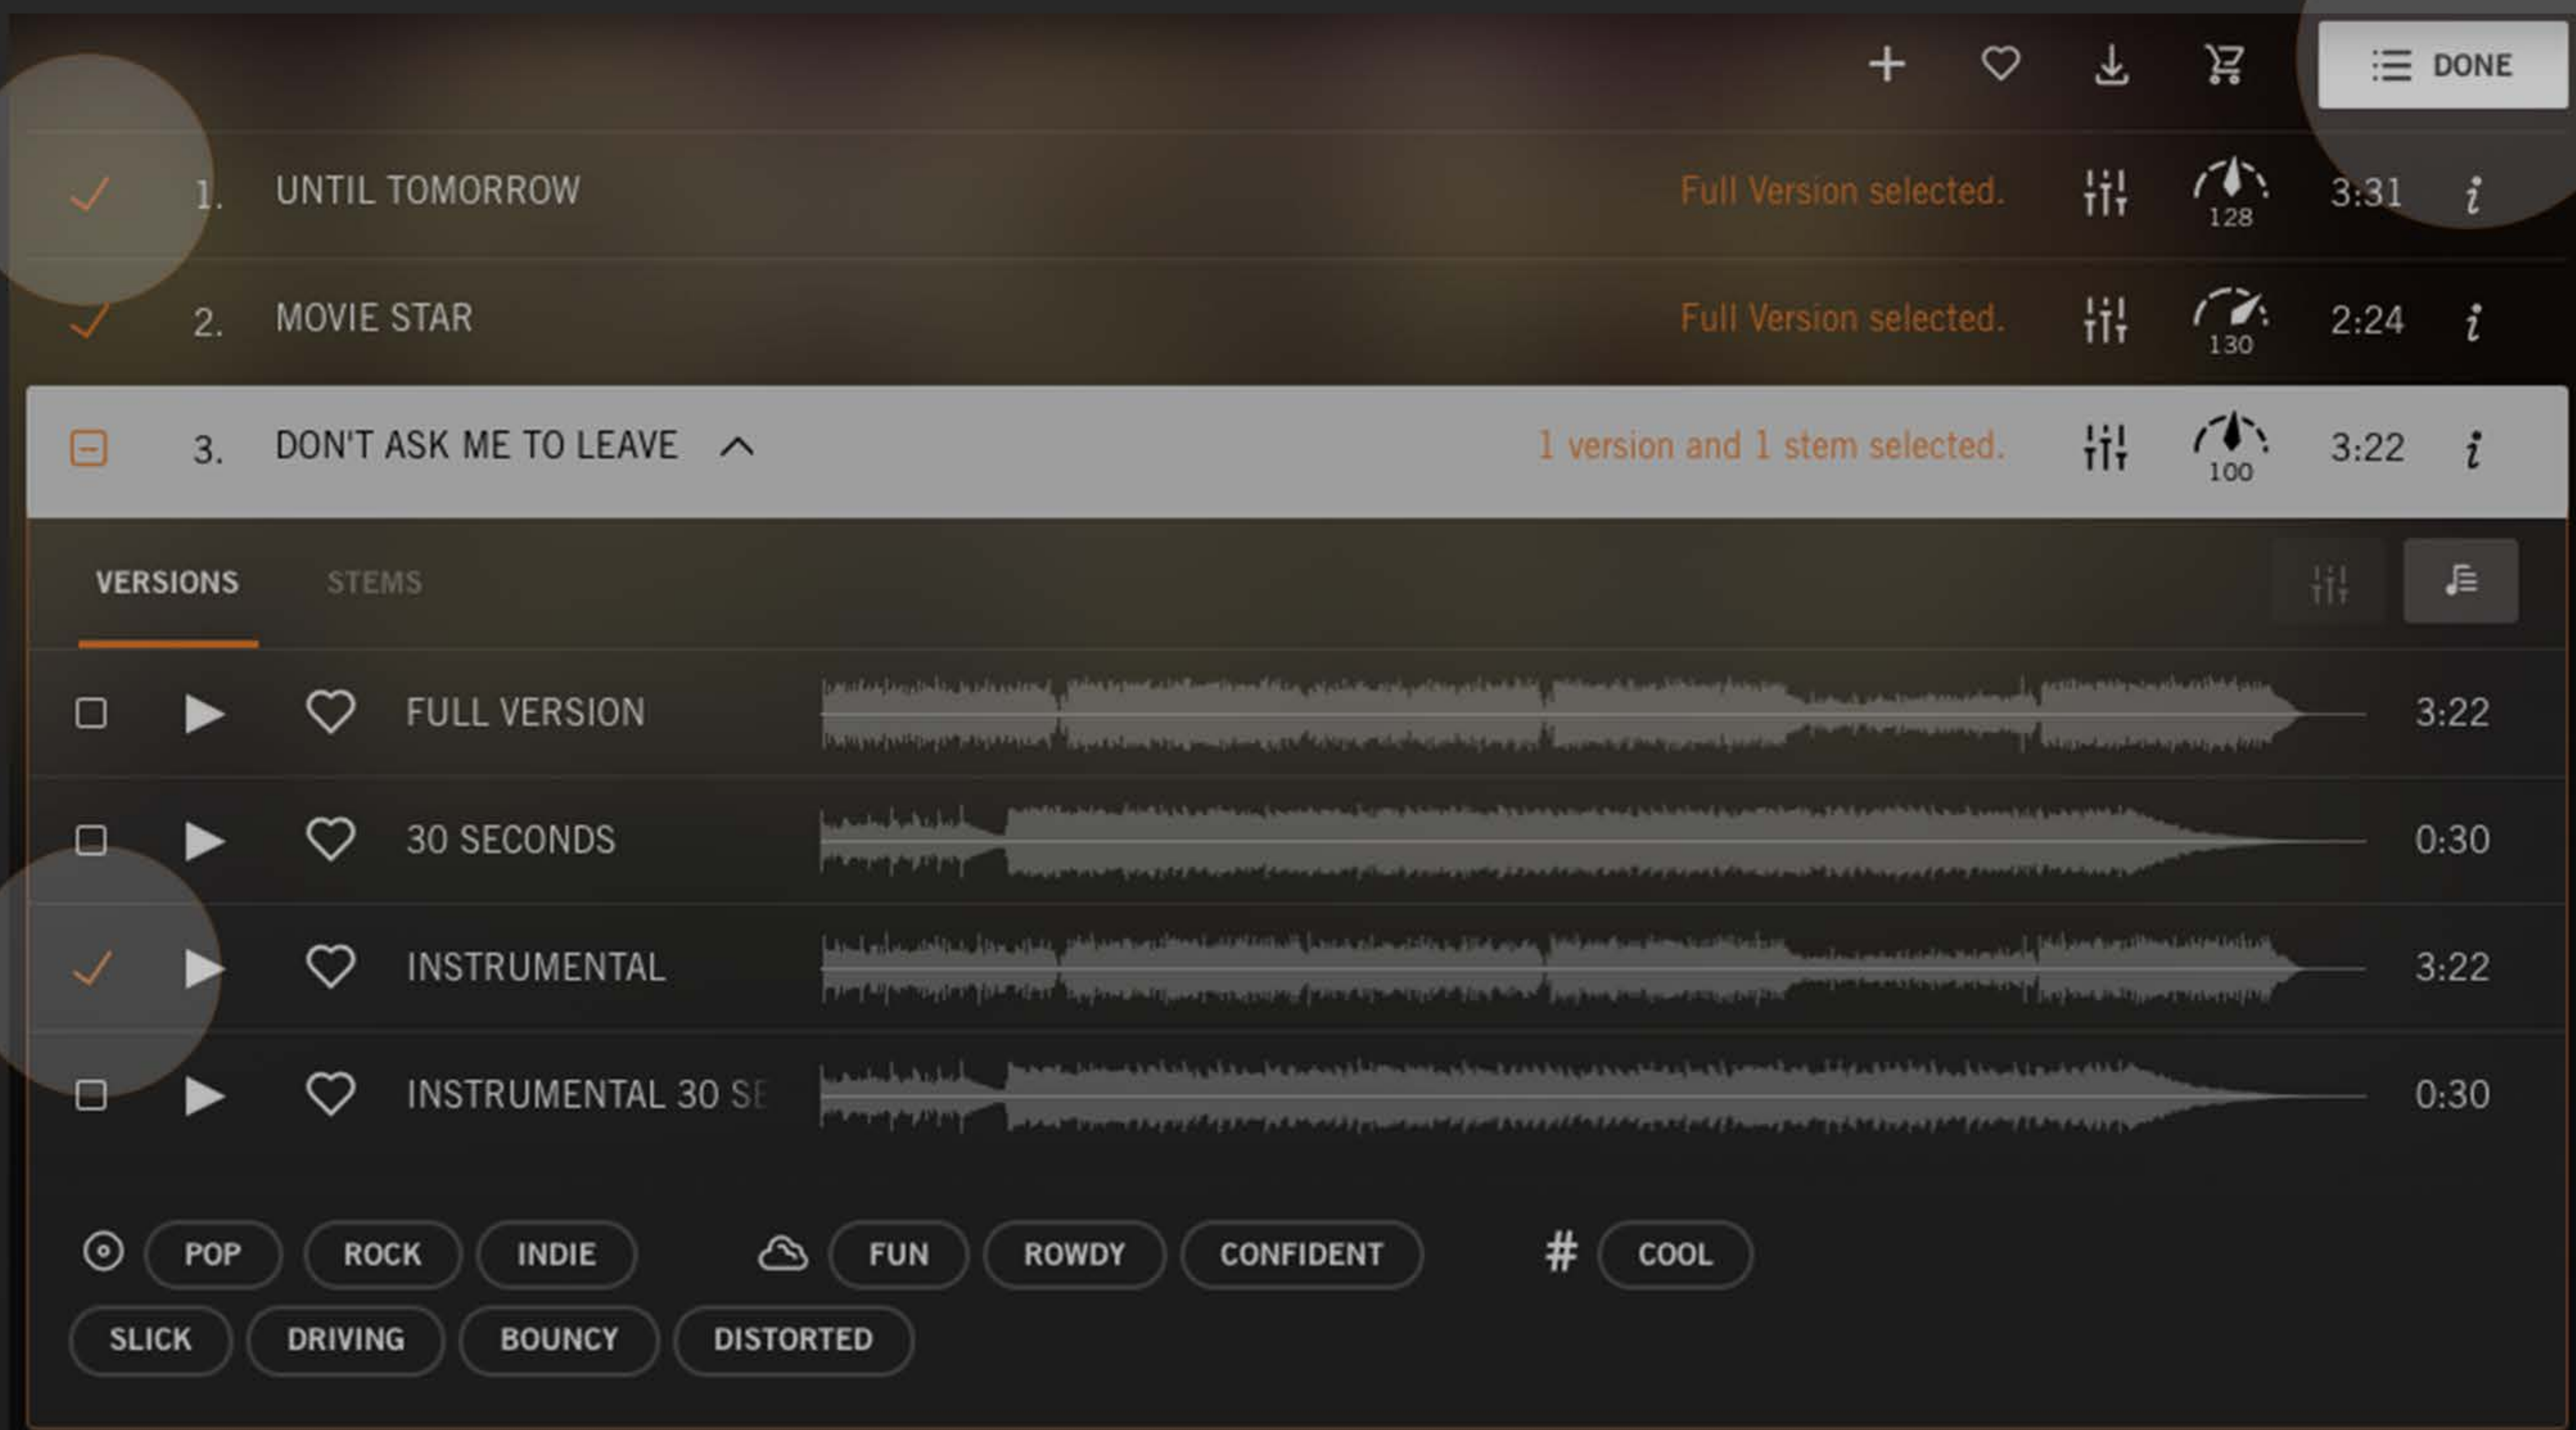 DONE
1. UNTIL TOMORROW Full Version selected. 128 3:31 i
2. MOVIE STAR Full Version selected. 130 2:24 i
3. DON'T ASK ME TO LEAVE 1 version and 1 stem selected. 100 3:22 i
VERSIONS STEMS
FULL VERSION 3:22
30 SECONDS 0:30
INSTRUMENTAL 3:22
INSTRUMENTAL 30 SE 0:30
POP ROCK INDIE FUN ROWDY CONFIDENT # COOL
SLICK DRIVING BOUNCY DISTORTED